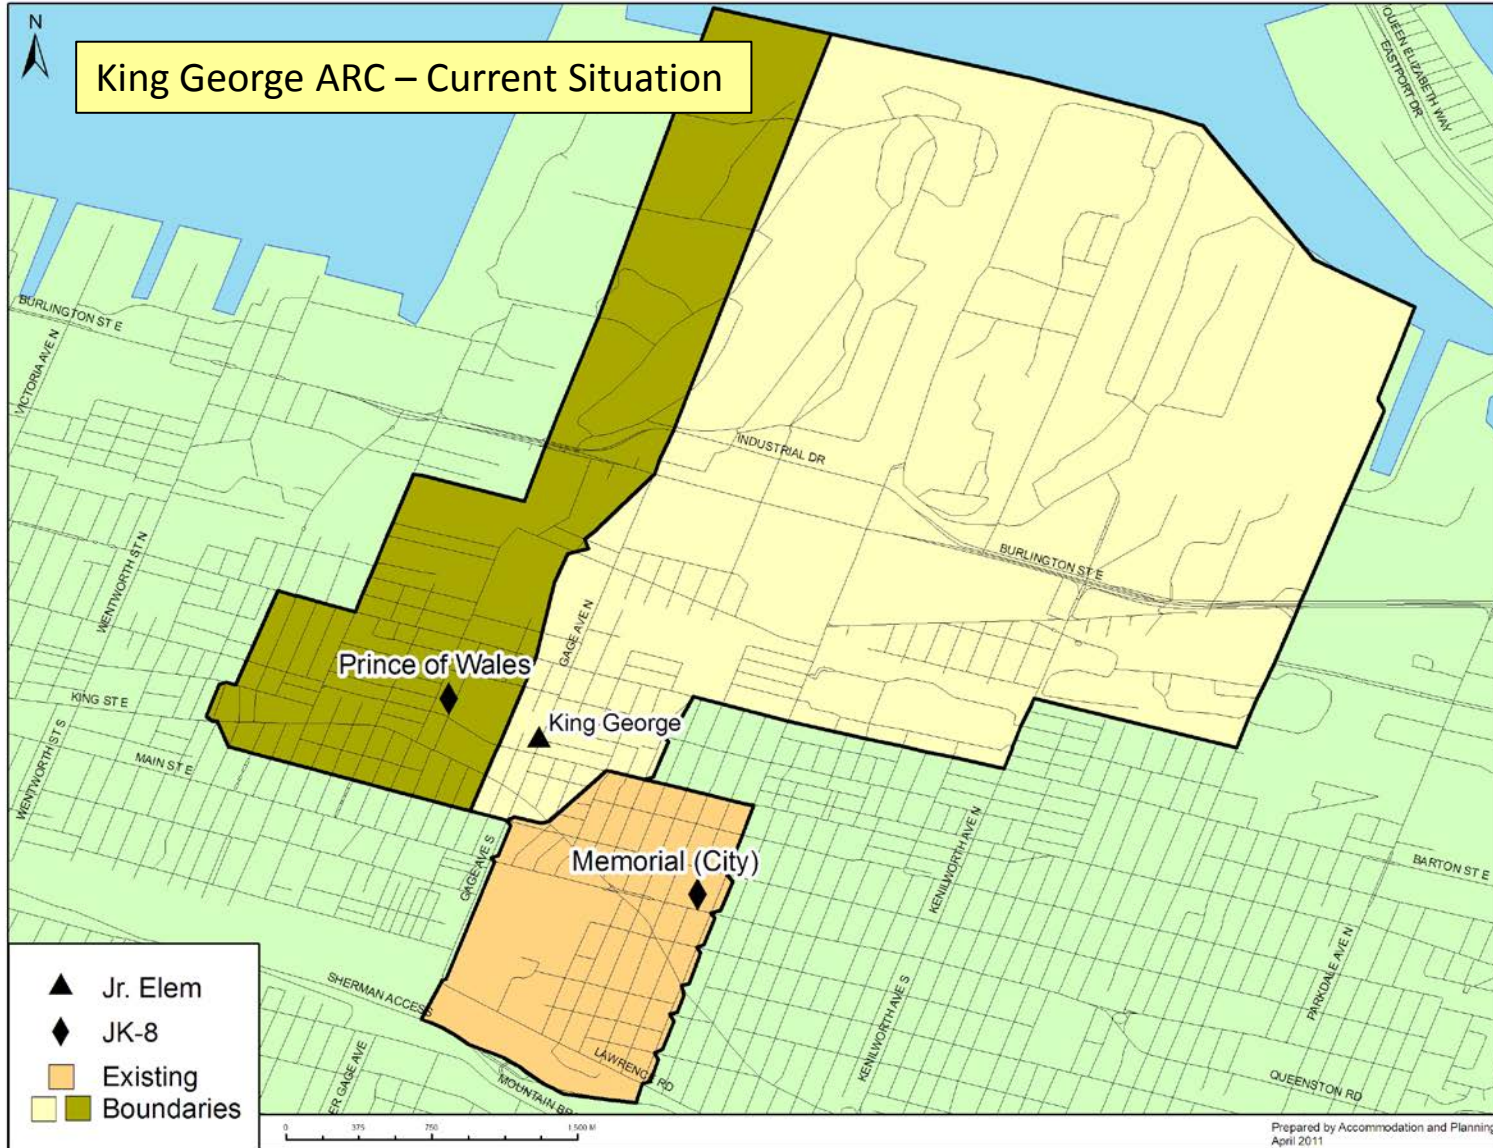 N
King George ARC – Current Situation
QUEEN ELIZABETH WAY
EASTPORT DR
BURLINGTON ST E
VICTORIA AVE N
INDUSTRIAL DR
BURLINGTON ST E
WENTWORTH ST N
GAGE AVE N
Prince of Wales
KING ST E
King George
WENTWORTH ST S
MAIN ST E
GAGE AVE S
Memorial (City)
KENILWORTH AVE N
BARTON ST E
PARKDALE AVE N
SHERMAN ACCESS
KENILWORTH AVE S
LAWRENCE RD
QUEENSTON RD
GAGE AVE
MOUNTAIN
Jr. Elem
JK-8
Existing
Boundaries
0 375 750 1,500 M
Prepared by Accommodation and Planning
April 2011